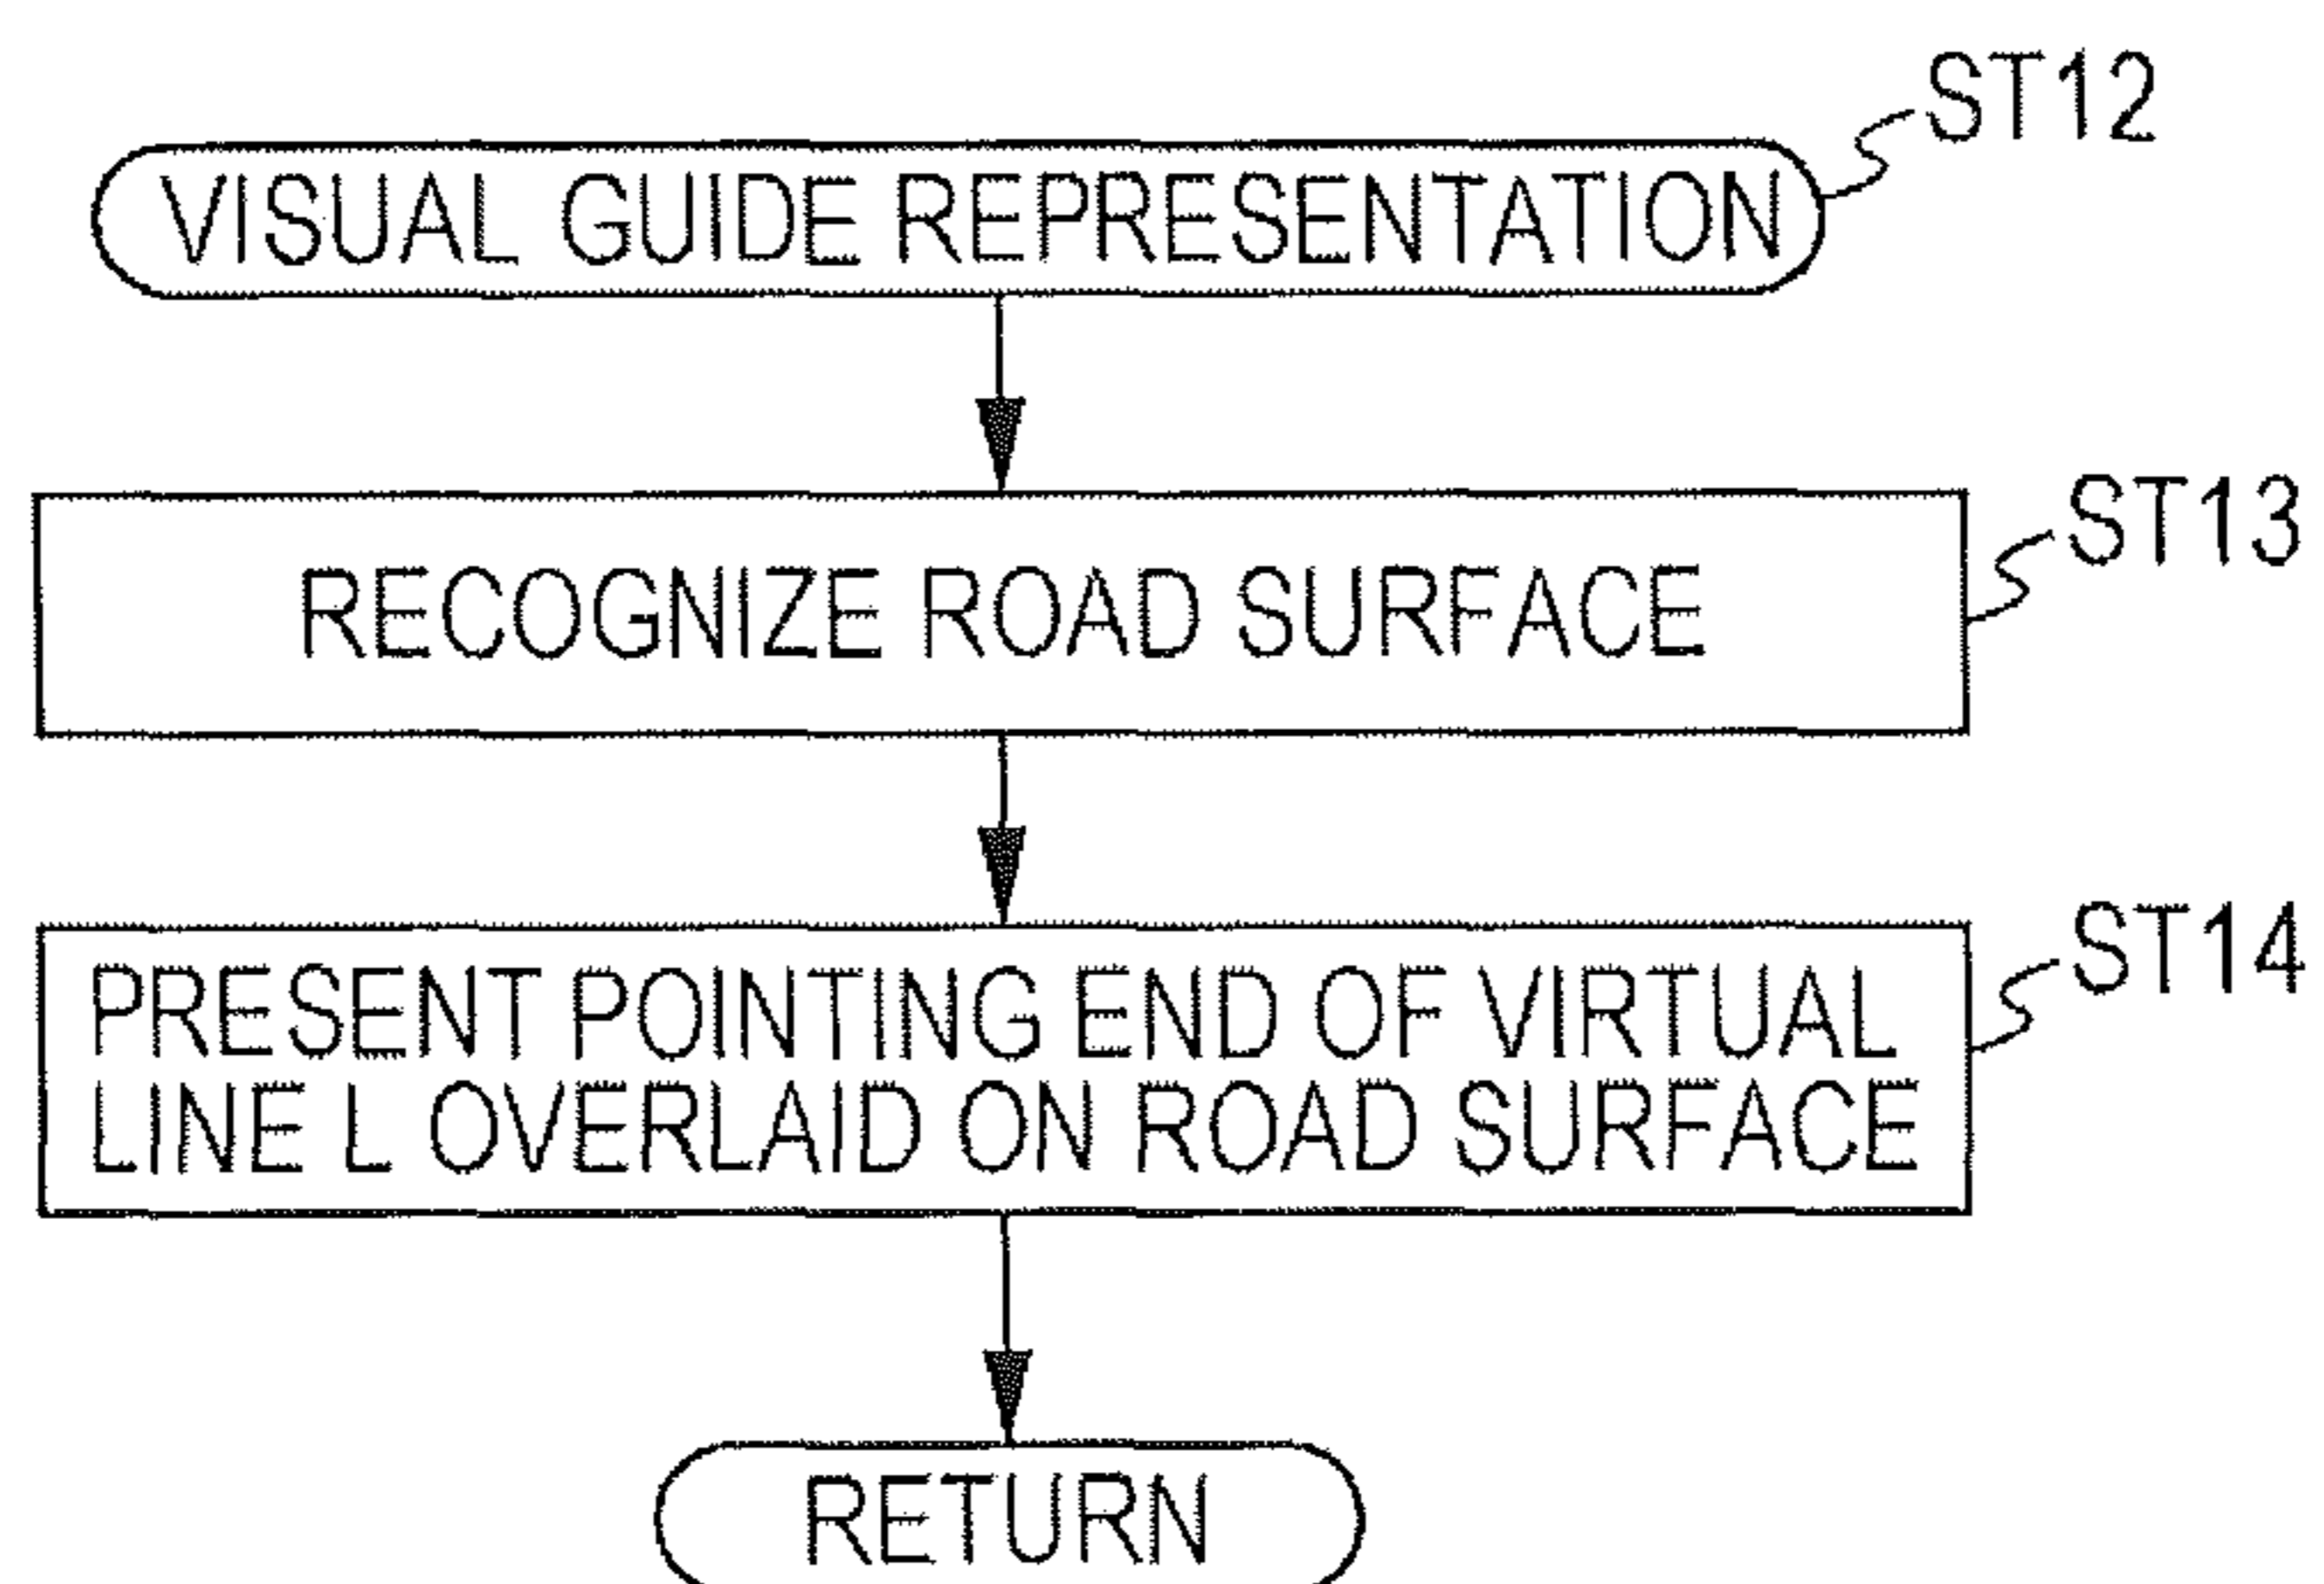 ST12
VISUAL GUIDE REPRESENTATION
ST13
RECOGNIZE ROAD SURFACE
ST14
PRESENT POINTING END OF VIRTUAL
LINE L OVERLAID ON ROAD SURFACE
RETURN